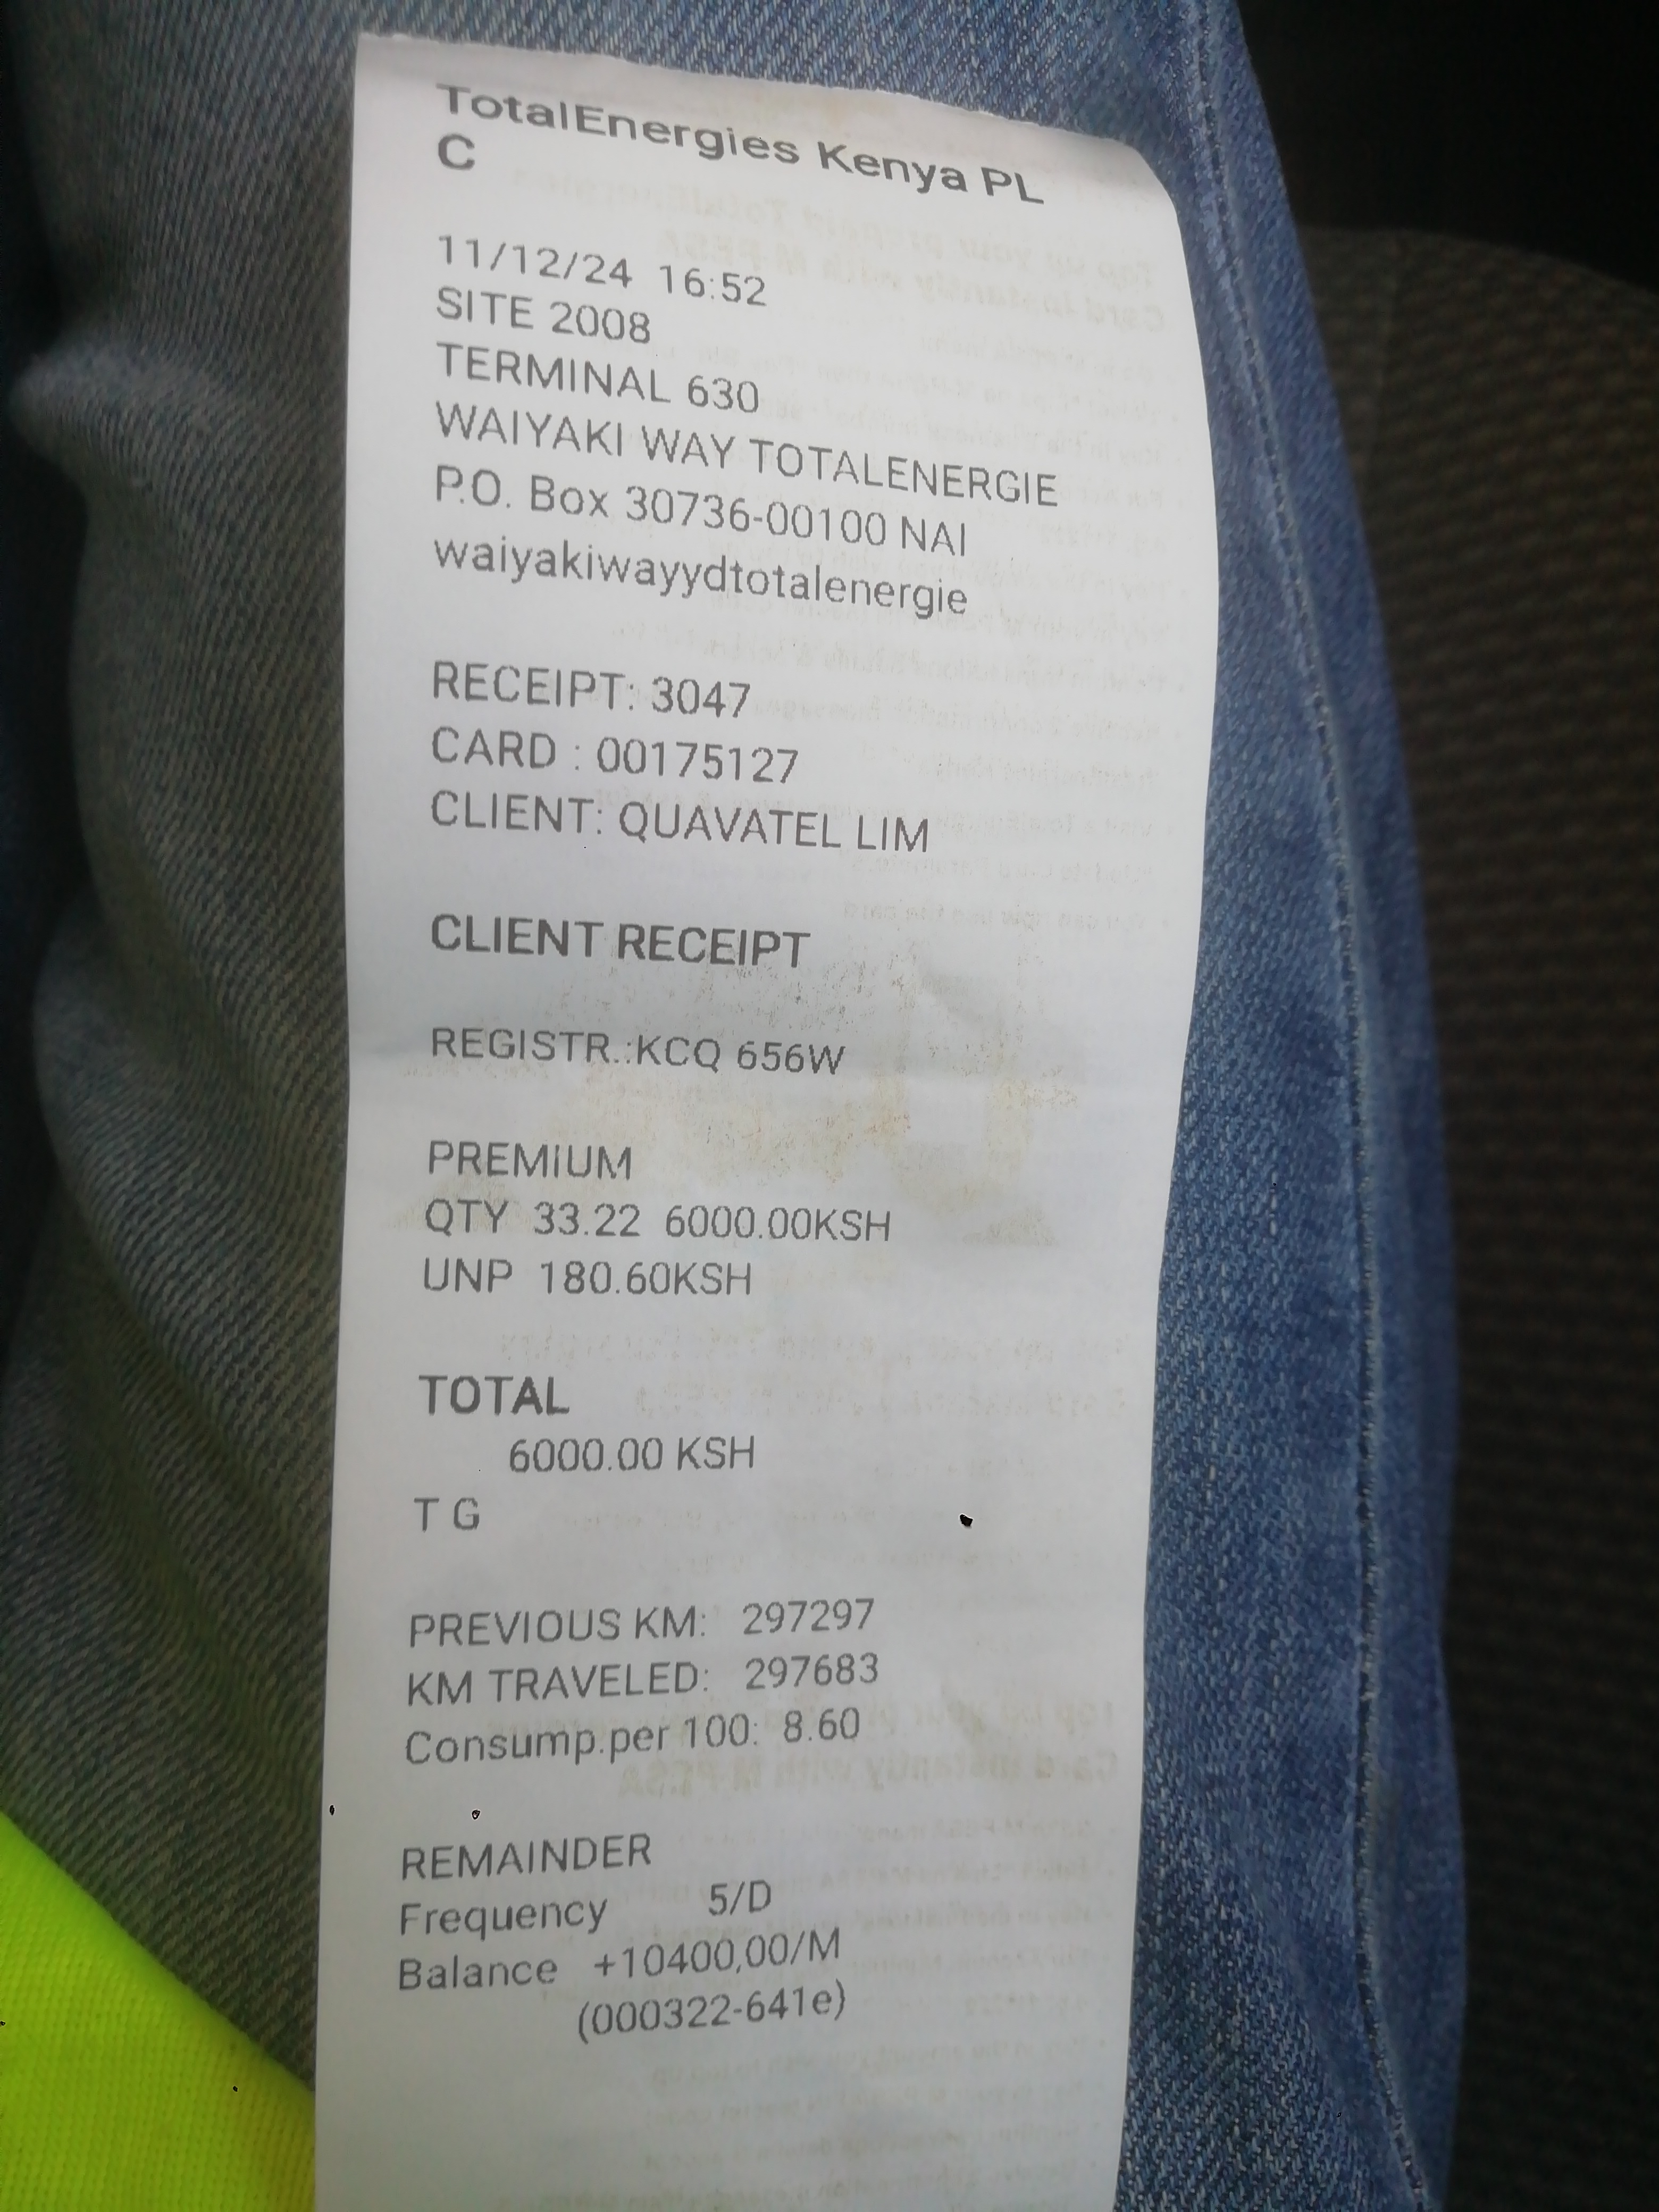 TotalEnergies Kenya PL
C
11/12/24 16:52
SITE 2008
TERMINAL 630
WAIYAKI WAY TOTALENERGIE
P.O. Box 30736-00100 NAI
waiyakiwayydtotalenergie
RECEIPT: 3047
CARD : 00175127
CLIENT: QUAVATEL LIM
CLIENT RECEIPT
REGISTR.:KCQ 656W
PREMIUM
QTY 33.22 6000.00KSH
UNP 180.60KSH
TOTAL
6000.00 KSH
T G
PREVIOUS KM: 297297
KM TRAVELED: 297683
Consump.per 100: 8.60
REMAINDER
Frequency 5/D
Balance +10400,00/M
(000322-641e)